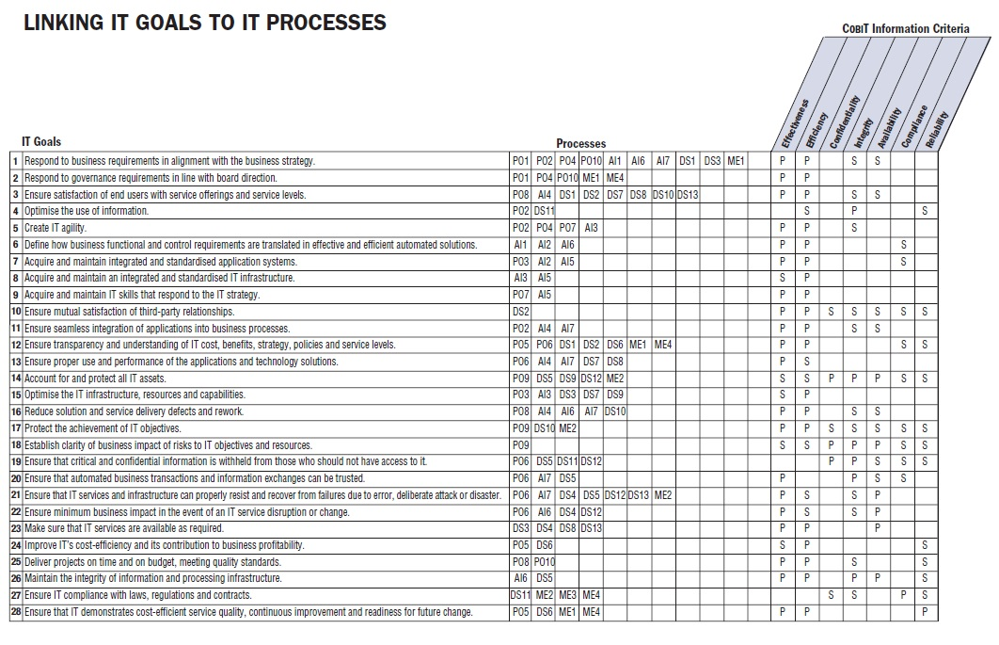 LINKING IT GOALS TO IT PROCESSES
COBIT Information Criteria
Effectiveness
Efficiency
Confidentiality
Integrity
Availability
Compliance
Reliability
IT Goals Processes
1 Respond to business requirements in alignment with the business strategy. PO1 PO2 PO4 PO10 AI1 AI6 AI7 DS1 DS3 ME1 P P S S
2 Respond to governance requirements in line with board direction. PO1 PO4 PO10 ME1 ME4 P P
3 Ensure satisfaction of end users with service offerings and service levels. PO8 AI4 DS1 DS2 DS7 DS8 DS10 DS13 P P S S
4 Optimise the use of information. PO2 DS11 S P S
5 Create IT agility. PO2 PO4 PO7 AI3 P P S
6 Define how business functional and control requirements are translated in effective and efficient automated solutions. AI1 AI2 AI6 P P S
7 Acquire and maintain integrated and standardised application systems. PO3 AI2 AI5 P P S
8 Acquire and maintain an integrated and standardised IT infrastructure. AI3 AI5 S P
9 Acquire and maintain IT skills that respond to the IT strategy. PO7 AI5 P P
10 Ensure mutual satisfaction of third-party relationships. DS2 P P S S S S S
11 Ensure seamless integration of applications into business processes. PO2 AI4 AI7 P P S S
12 Ensure transparency and understanding of IT cost, benefits, strategy, policies and service levels. PO5 PO6 DS1 DS2 DS6 ME1 ME4 P P S S
13 Ensure proper use and performance of the applications and technology solutions. PO6 AI4 AI7 DS7 DS8 P S
14 Account for and protect all IT assets. PO9 DS5 DS9 DS12 ME2 S S P P P S S
15 Optimise the IT infrastructure, resources and capabilities. PO3 AI3 DS3 DS7 DS9 S P
16 Reduce solution and service delivery defects and rework. PO8 AI4 AI6 AI7 DS10 P P S S
17 Protect the achievement of IT objectives. PO9 DS10 ME2 P P S S S S S
18 Establish clarity of business impact of risks to IT objectives and resources. PO9 S S P P P S S
19 Ensure that critical and confidential information is withheld from those who should not have access to it. PO6 DS5 DS11 DS12 P P S S S
20 Ensure that automated business transactions and information exchanges can be trusted. PO6 AI7 DS5 P P S S
21 Ensure that IT services and infrastructure can properly resist and recover from failures due to error, deliberate attack or disaster. PO6 AI7 DS4 DS5 DS12 DS13 ME2 P S S P
22 Ensure minimum business impact in the event of an IT service disruption or change. PO6 AI6 DS4 DS12 P S S P
23 Make sure that IT services are available as required. DS3 DS4 DS8 DS13 P P P
24 Improve IT's cost-efficiency and its contribution to business profitability. PO5 DS6 S P S
25 Deliver projects on time and on budget, meeting quality standards. PO8 PO10 P P S S
26 Maintain the integrity of information and processing infrastructure. AI6 DS5 P P P P S
27 Ensure IT compliance with laws, regulations and contracts. DS11 ME2 ME3 ME4 S S P S
28 Ensure that IT demonstrates cost-efficient service quality, continuous improvement and readiness for future change. PO5 DS6 ME1 ME4 P P P